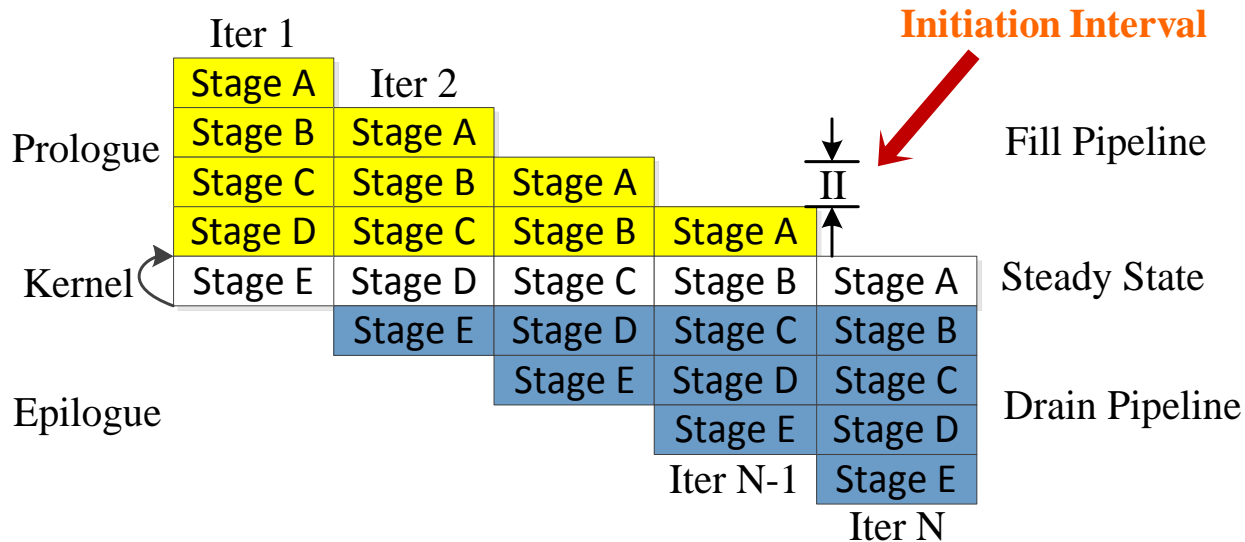 Initiation Interval
Iter 1
Stage A Iter 2
Prologue Stage B Stage A Fill Pipeline
Stage C Stage B Stage A II
Stage D Stage C Stage B Stage A
Kernel Stage E Stage D Stage C Stage B Stage A Steady State
Stage E Stage D Stage C Stage B
Stage E Stage D Stage C
Epilogue Drain Pipeline
Stage E Stage D
Iter N-1 Stage E
Iter N